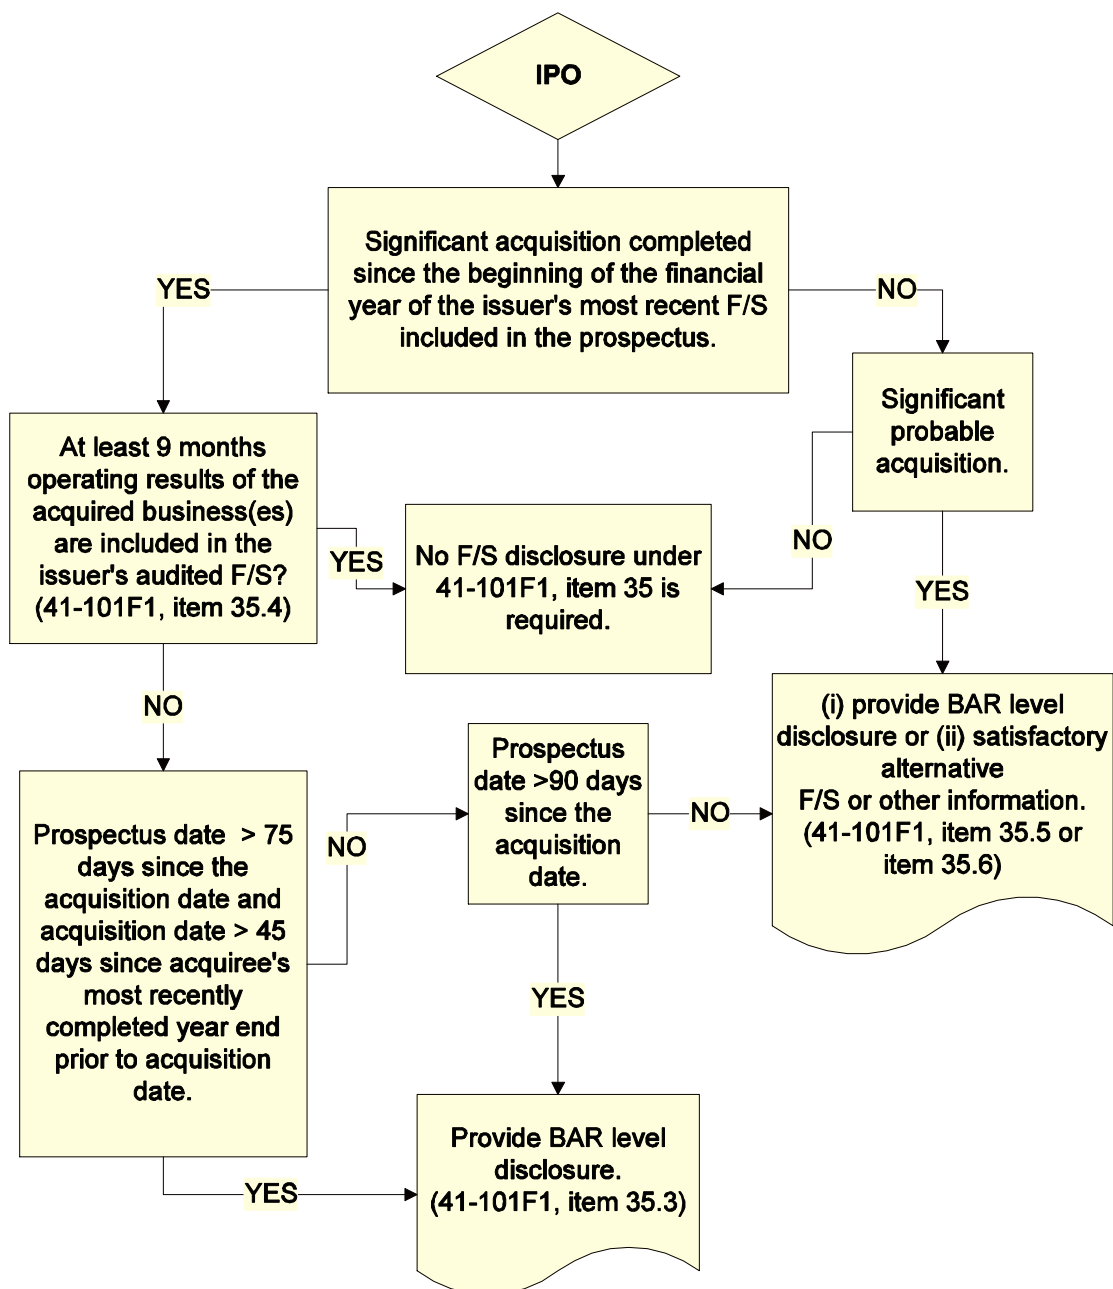 IPO
Significant acquisition completed
since the beginning of the financial
year of the issuer's most recent F/S
included in the prospectus.
YES
NO
Significant
probable
acquisition.
At least 9 months
operating results of the
acquired business(es)
are included in the
issuer's audited F/S?
(41-101F1, item 35.4)
YES
No F/S disclosure under
41-101F1, item 35 is
required.
NO
YES
NO
(i) provide BAR level
disclosure or (ii) satisfactory
alternative
F/S or other information.
(41-101F1, item 35.5 or
item 35.6)
Prospectus
date >90 days
since the
acquisition
date.
NO
Prospectus date > 75
days since the
acquisition date and
acquisition date > 45
days since acquiree's
most recently
completed year end
prior to acquisition
date.
NO
YES
Provide BAR level
disclosure.
(41-101F1, item 35.3)
YES